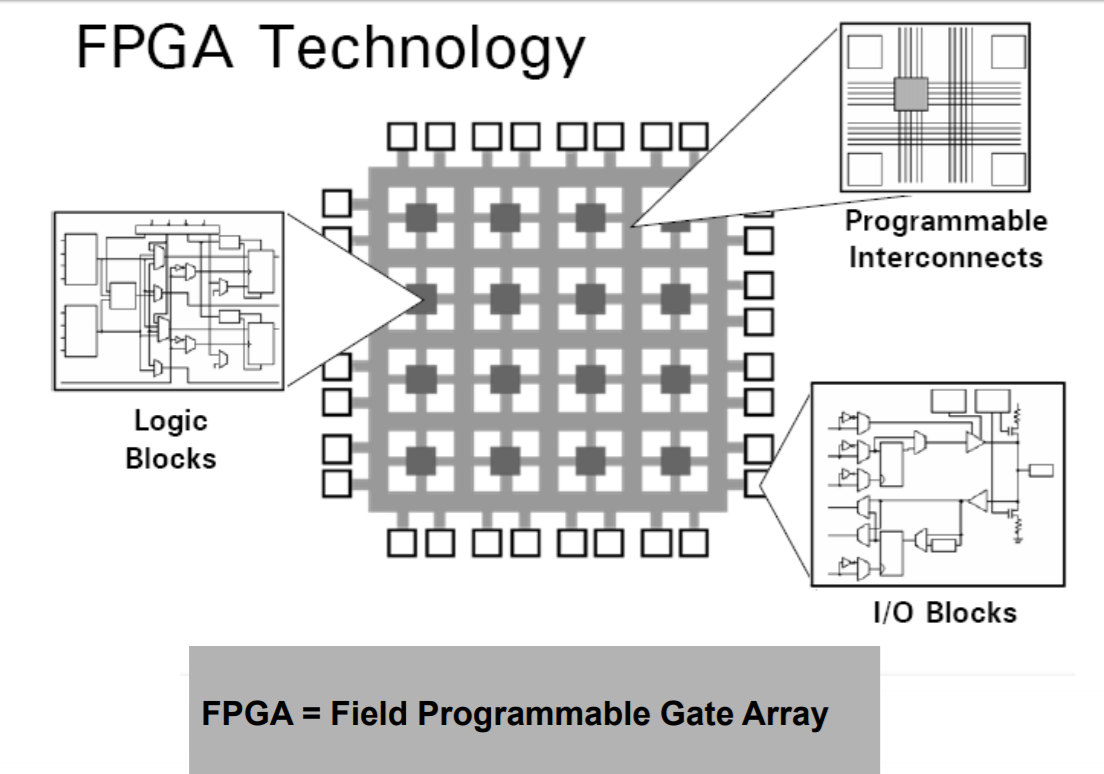 FPGA Technology
Programmable
Interconnects
Logic
Blocks
I/O Blocks
FPGA = Field Programmable Gate Array